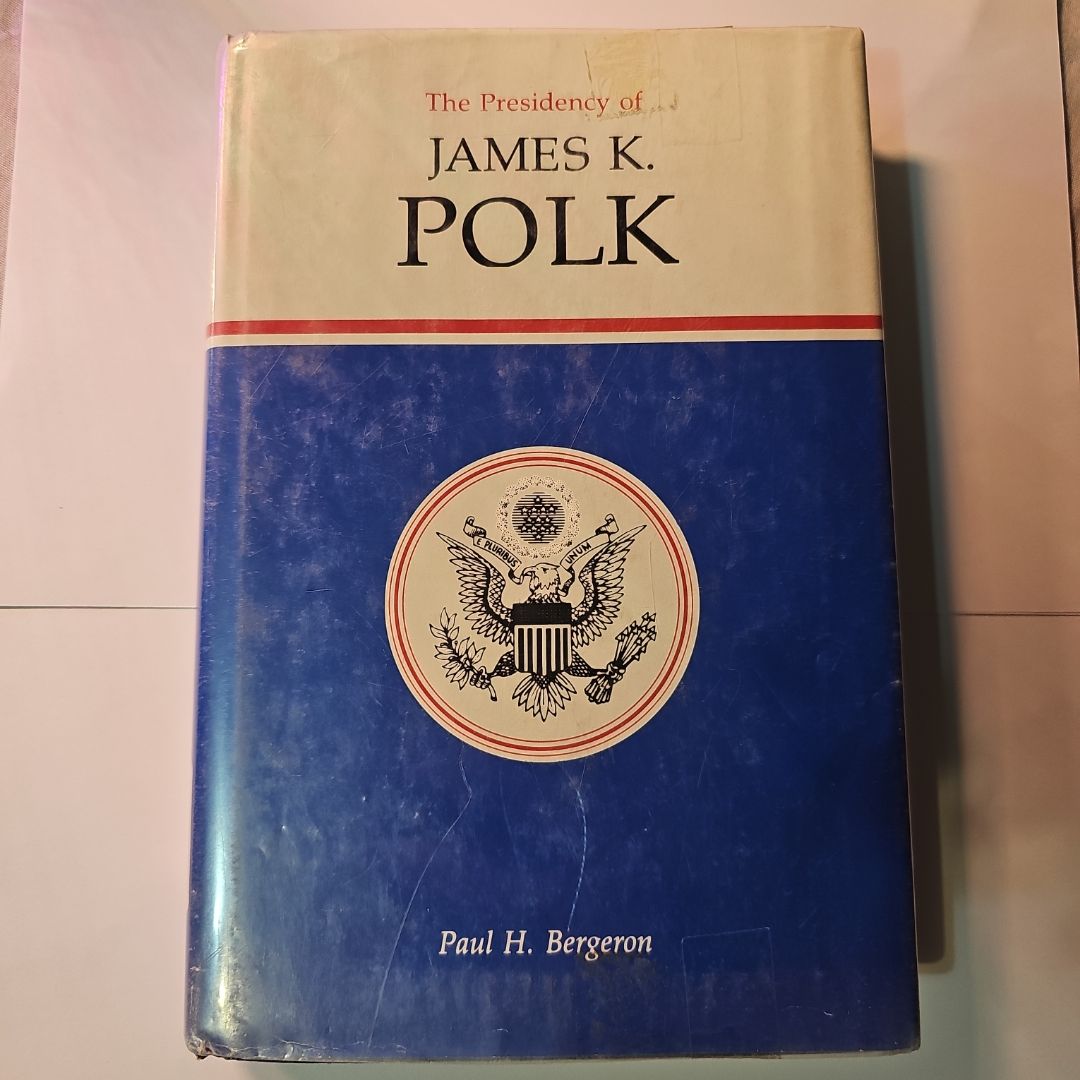 The Presidency of
JAMES K.
POLK
E PLURIBUS UNUM
Paul H. Bergeron